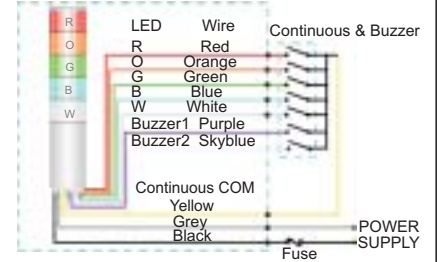 LED Wire
Continuous & Buzzer
R
R Red
O
O Orange
G
G Green
B
B Blue
W
W White
Buzzer1 Purple
Buzzer2 Skyblue
Continuous COM
Yellow
Grey
POWER
Black
SUPPLY
Fuse